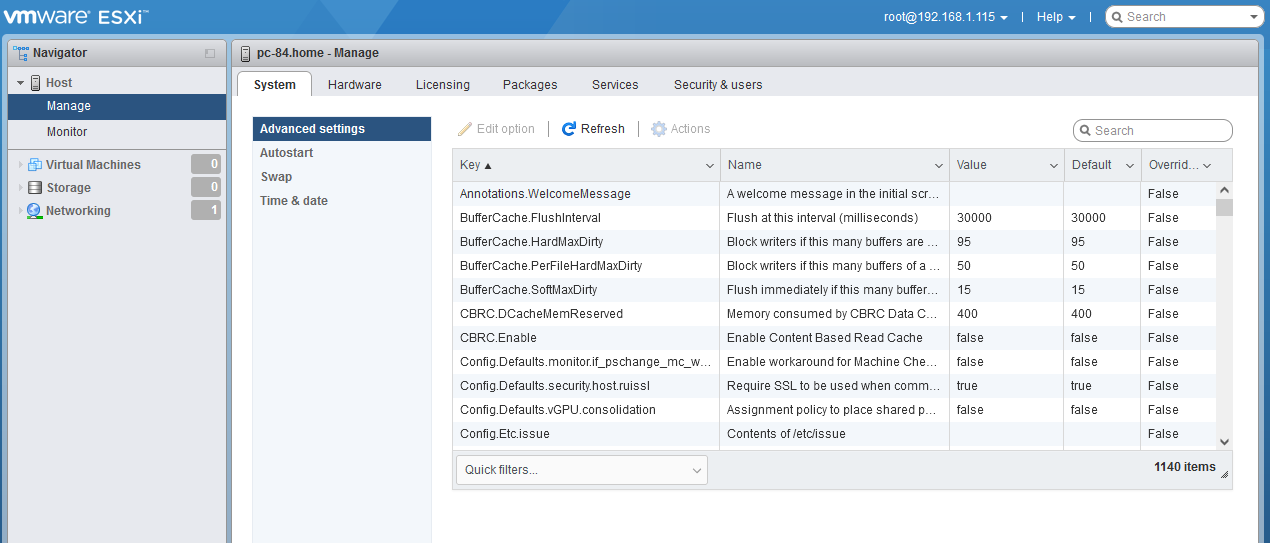 vmware ESXi™
root@192.168.1.115 | Help | Search
Navigator
Host
Manage
Monitor
Virtual Machines 0
Storage 0
Networking 1
pc-84.home - Manage
System Hardware Licensing Packages Services Security & users
Advanced settings
Autostart
Swap
Time & date
Edit option | Refresh | Actions
Search
Key Name Value Default Overrid...
Annotations.WelcomeMessage A welcome message in the initial scr... False
BufferCache.FlushInterval Flush at this interval (milliseconds) 30000 30000 False
BufferCache.HardMaxDirty Block writers if this many buffers are ... 95 95 False
BufferCache.PerFileHardMaxDirty Block writers if this many buffers of a ... 50 50 False
BufferCache.SoftMaxDirty Flush immediately if this many buffer... 15 15 False
CBRC.DCacheMemReserved Memory consumed by CBRC Data C... 400 400 False
CBRC.Enable Enable Content Based Read Cache false false False
Config.Defaults.monitor.if_pschange_mc_w... Enable workaround for Machine Che... false false False
Config.Defaults.security.host.ruissl Require SSL to be used when comm... true true False
Config.Defaults.vGPU.consolidation Assignment policy to place shared p... false false False
Config.Etc.issue Contents of /etc/issue False
Quick filters...
1140 items